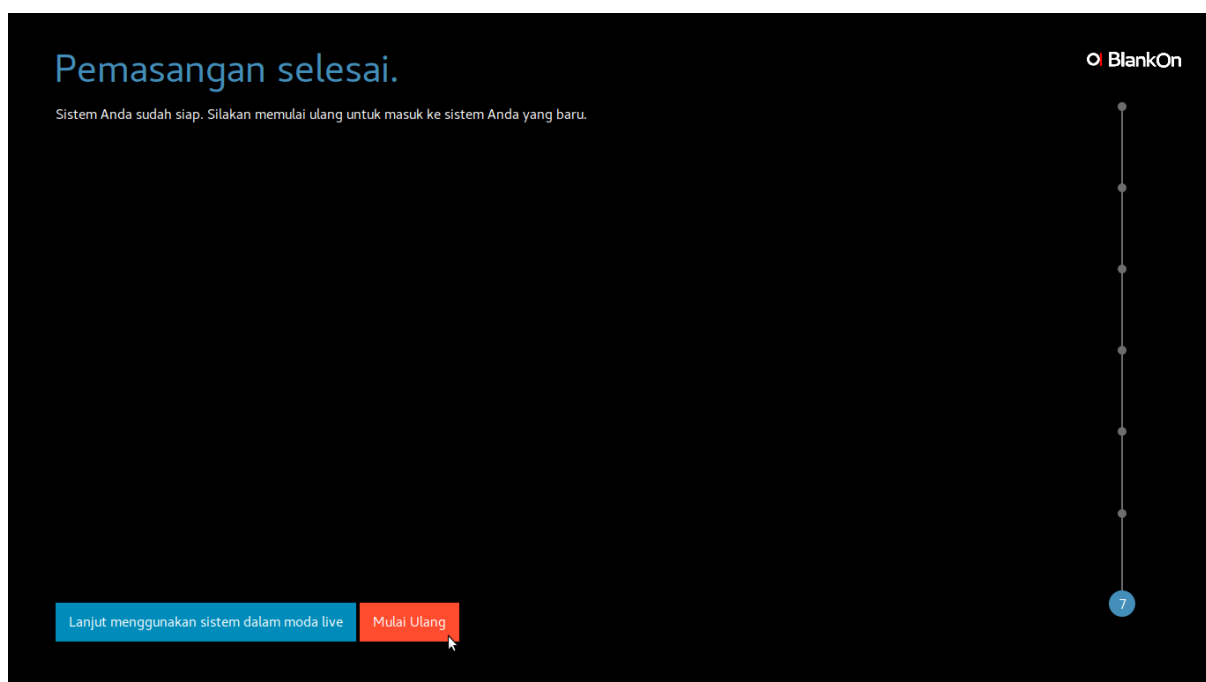 Pemasangan selesai.
BlankOn
Sistem Anda sudah siap. Silakan memulai ulang untuk masuk ke sistem Anda yang baru.
Lanjut menggunakan sistem dalam moda live
Mulai Ulang
7